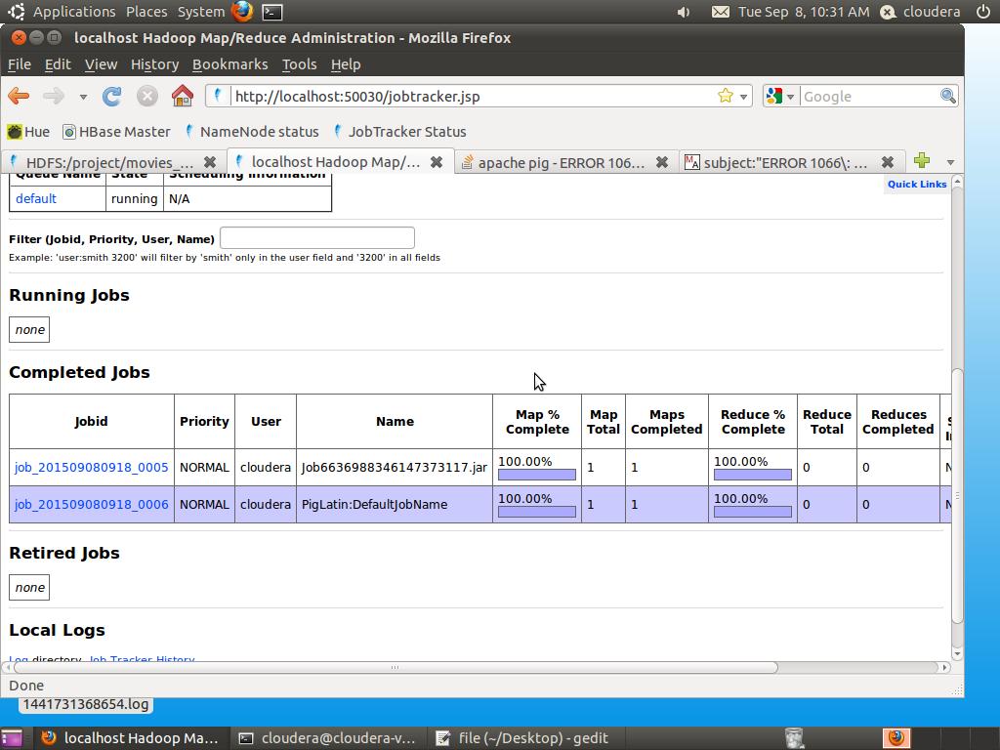 Applications Places System Tue Sep 8, 10:31 AM cloudera
localhost Hadoop Map/Reduce Administration - Mozilla Firefox
File Edit View History Bookmarks Tools Help
http://localhost:50030/jobtracker.jsp Google
Hue HBase Master NameNode status JobTracker Status
HDFS:/project/movies_... localhost Hadoop Map/... apache pig - ERROR 106... subject:"ERROR 1066\: ...
Queue Name State Scheduling Information
Quick Links
default running N/A
Filter (Jobid, Priority, User, Name)
Example: 'user:smith 3200' will filter by 'smith' only in the user field and '3200' in all fields
Running Jobs
none
Completed Jobs
Jobid Priority User Name Map % Complete Map Total Maps Completed Reduce % Complete Reduce Total Reduces Completed
job_201509080918_0005 NORMAL cloudera Job6636988346147373117.jar 100.00% 1 1 100.00% 0 0 N
job_201509080918_0006 NORMAL cloudera PigLatin:DefaultJobName 100.00% 1 1 100.00% 0 0 N
Retired Jobs
none
Local Logs
Log directory, Job Tracker History
Done
1441731368654.log
localhost Hadoop Ma... cloudera@cloudera-v... file (~/Desktop) - gedit